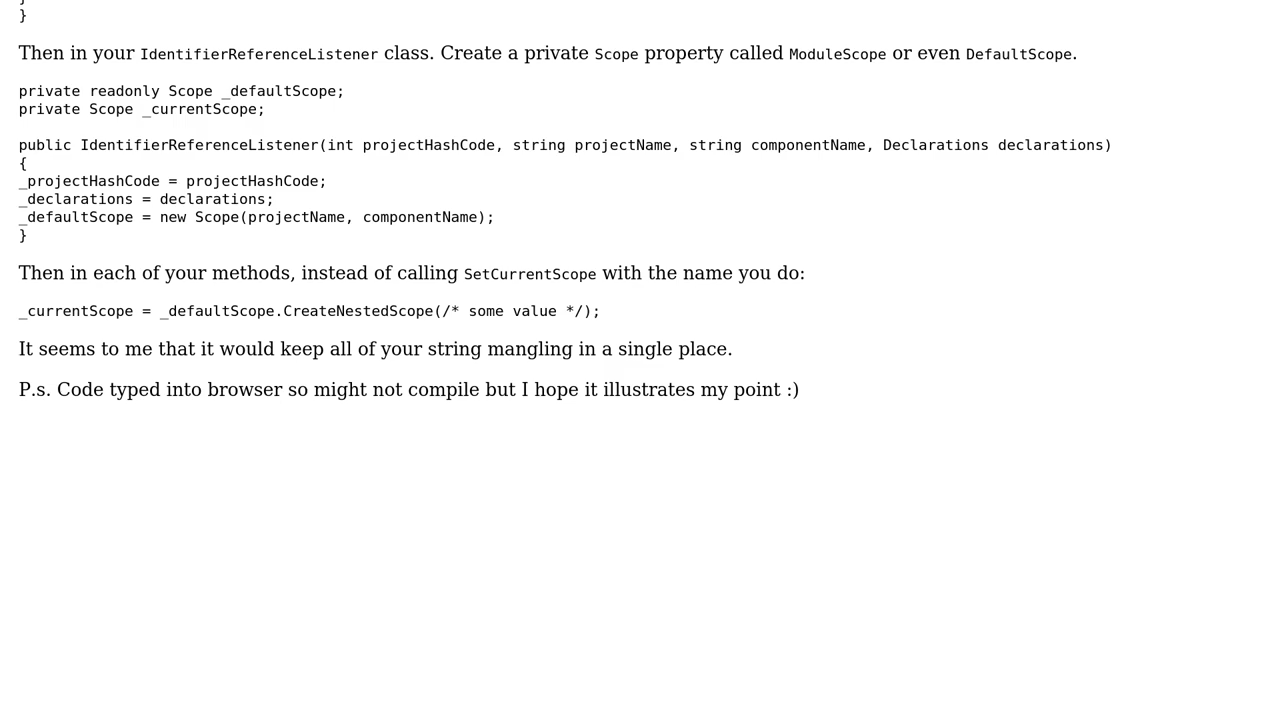 }
}
Then in your IdentifierReferenceListener class. Create a private Scope property called ModuleScope or even DefaultScope.
private readonly Scope _defaultScope;
private Scope _currentScope;
public IdentifierReferenceListener(int projectHashCode, string projectName, string componentName, Declarations declarations)
{
_projectHashCode = projectHashCode;
_declarations = declarations;
_defaultScope = new Scope(projectName, componentName);
}
Then in each of your methods, instead of calling SetCurrentScope with the name you do:
_currentScope = _defaultScope.CreateNestedScope(/* some value */);
It seems to me that it would keep all of your string mangling in a single place.
P.s. Code typed into browser so might not compile but I hope it illustrates my point :)